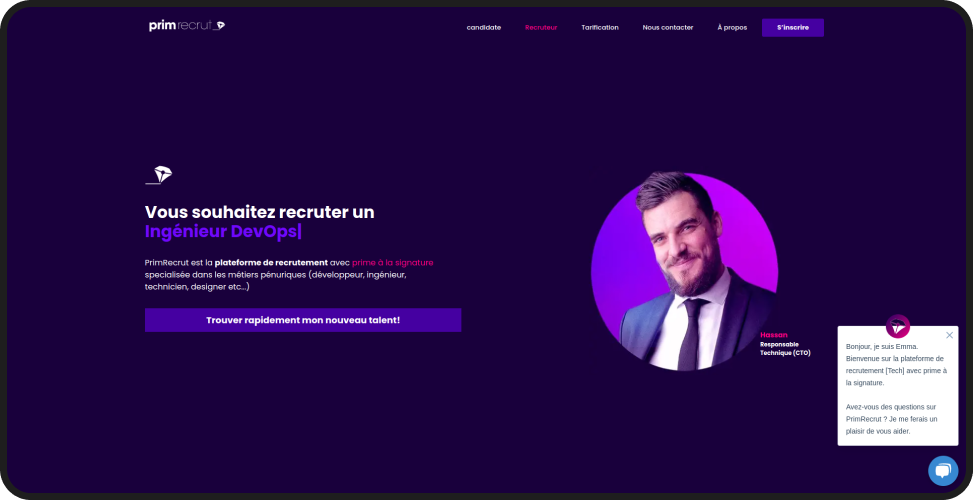 primrecrut
candidate Recruteur Tarification Nous contacter À propos S'inscrire
Vous souhaitez recruter un
Ingénieur DevOps|
PrimRecrut est la plateforme de recrutement avec prime à la signature
specialisée dans les métiers pénuriques (développeur, ingénieur,
technicien, designer etc...)
Trouver rapidement mon nouveau talent!
Hassan
Responsable
Technique (CTO)
Bonjour, je suis Emma.
Bienvenue sur la plateforme de
recrutement [Tech] avec prime à
la signature.
Avez-vous des questions sur
PrimRecrut ? Je me ferais un
plaisir de vous aider.